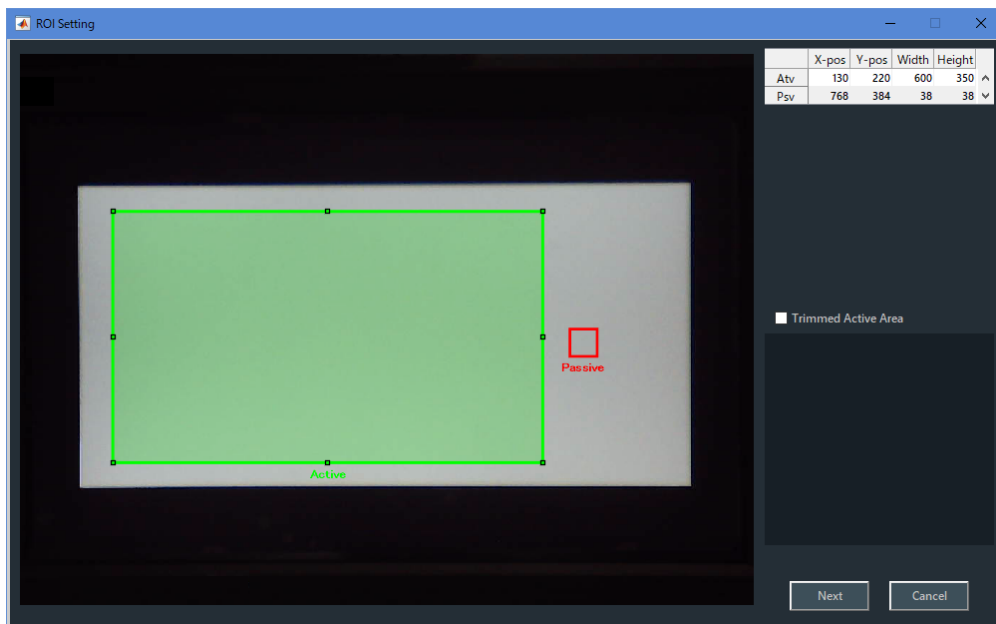 ROI Setting
X-pos Y-pos Width Height
Atv 130 220 600 350
Psv 768 384 38 38
Trimmed Active Area
Passive
Active
Next Cancel